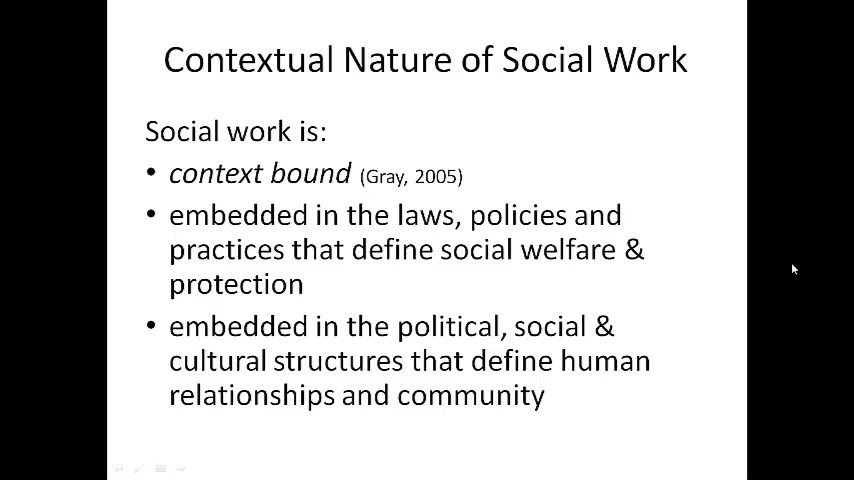 Contextual Nature of Social Work
Social work is:
• context bound (Gray, 2005)
• embedded in the laws, policies and
practices that define social welfare &
protection
• embedded in the political, social &
cultural structures that define human
relationships and community